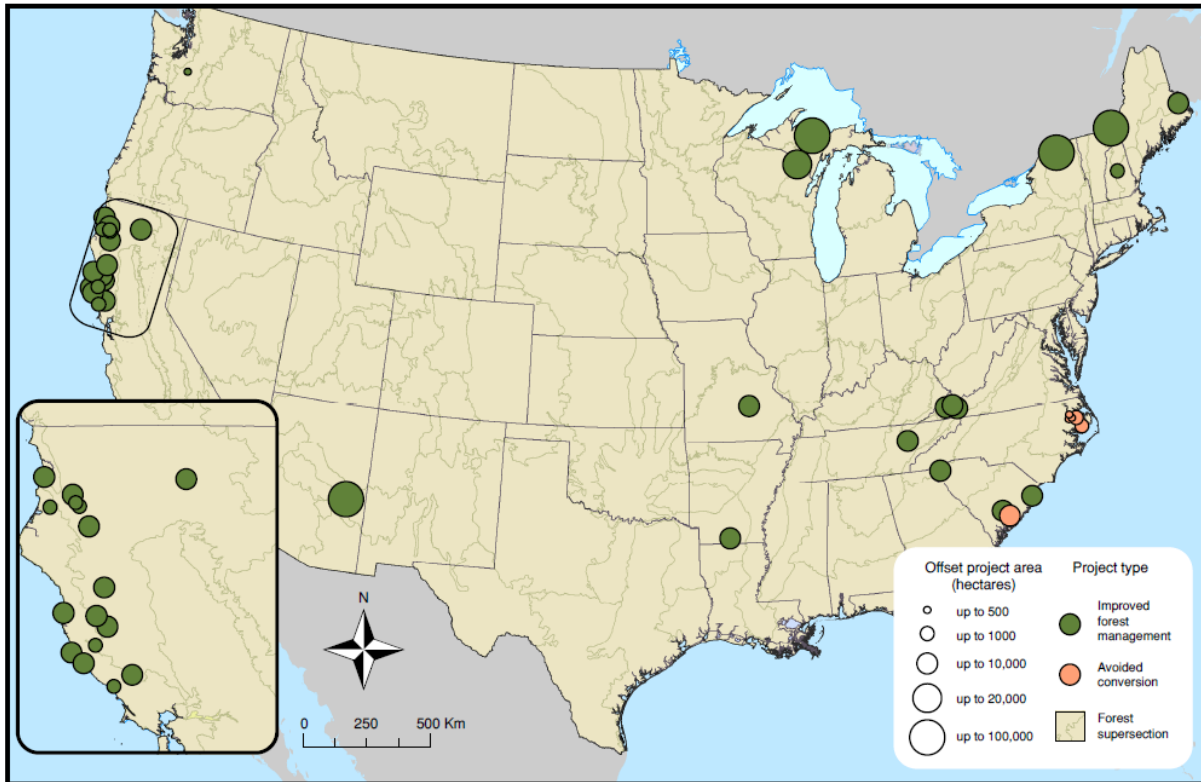 N
0 250 500 Km
Offset project area
(hectares)
up to 500
up to 1000
up to 10,000
up to 20,000
up to 100,000
Project type
Improved
forest
management
Avoided
conversion
Forest
supersection